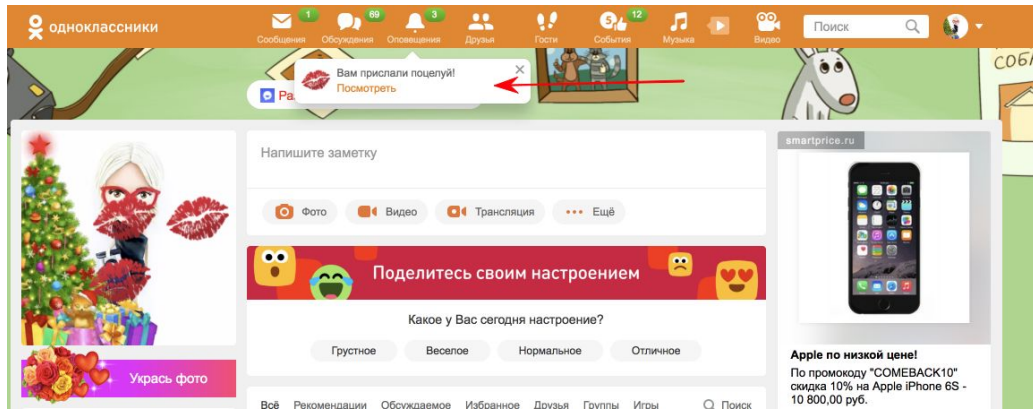 одноклассники
1
69
3
12
Сообщения Обсуждения Оповещения Друзья Гости События Музыка Видео
Поиск
5
Вам прислали поцелуй!
Посмотреть
smartprice.ru
Напишите заметку
Фото Видео Трансляция Ещё
Поделитесь своим настроением
Какое у Вас сегодня настроение?
Грустное Веселое Нормальное Отличное
Укрась фото
Apple по низкой цене!
По промокоду "COMEBACK10"
скидка 10% на Apple iPhone 6S -
10 800,00 руб.
Всё Рекомендации Обсуждаемое Избранное Друзья Группы Игры Поиск